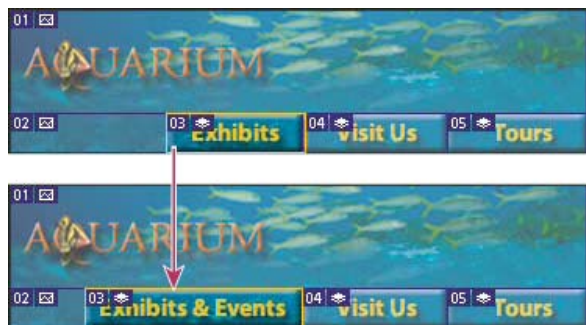 01
AQUARIUM
02 03 Exhibits 04 Visit Us 05 Tours
01
AQUARIUM
02 03 Exhibits & Events 04 Visit Us 05 Tours